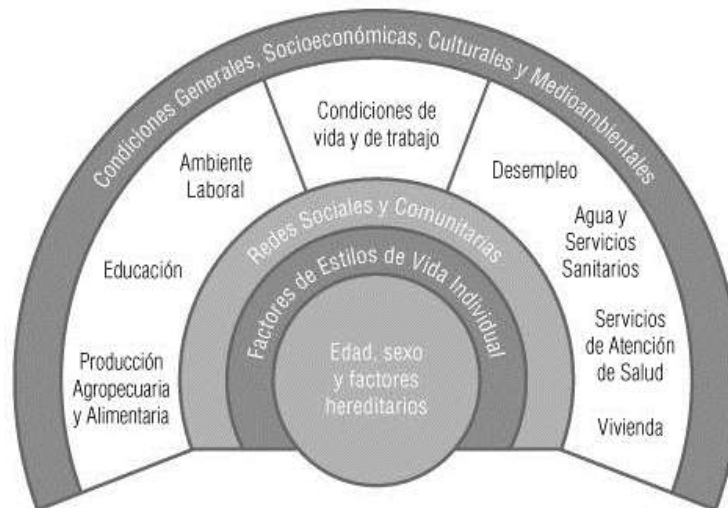 Condiciones Generales, Socioeconómicas, Culturales y Medioambientales
Condiciones de
vida y de trabajo
Ambiente
Laboral
Desempleo
Educación
Agua y
Servicios
Sanitarios
Producción
Agropecuaria
y Alimentaria
Servicios
de Atención
de Salud
Vivienda
Redes Sociales y Comunitarias
Factores de Estilos de Vida Individual
Edad, sexo
y factores
hereditarios